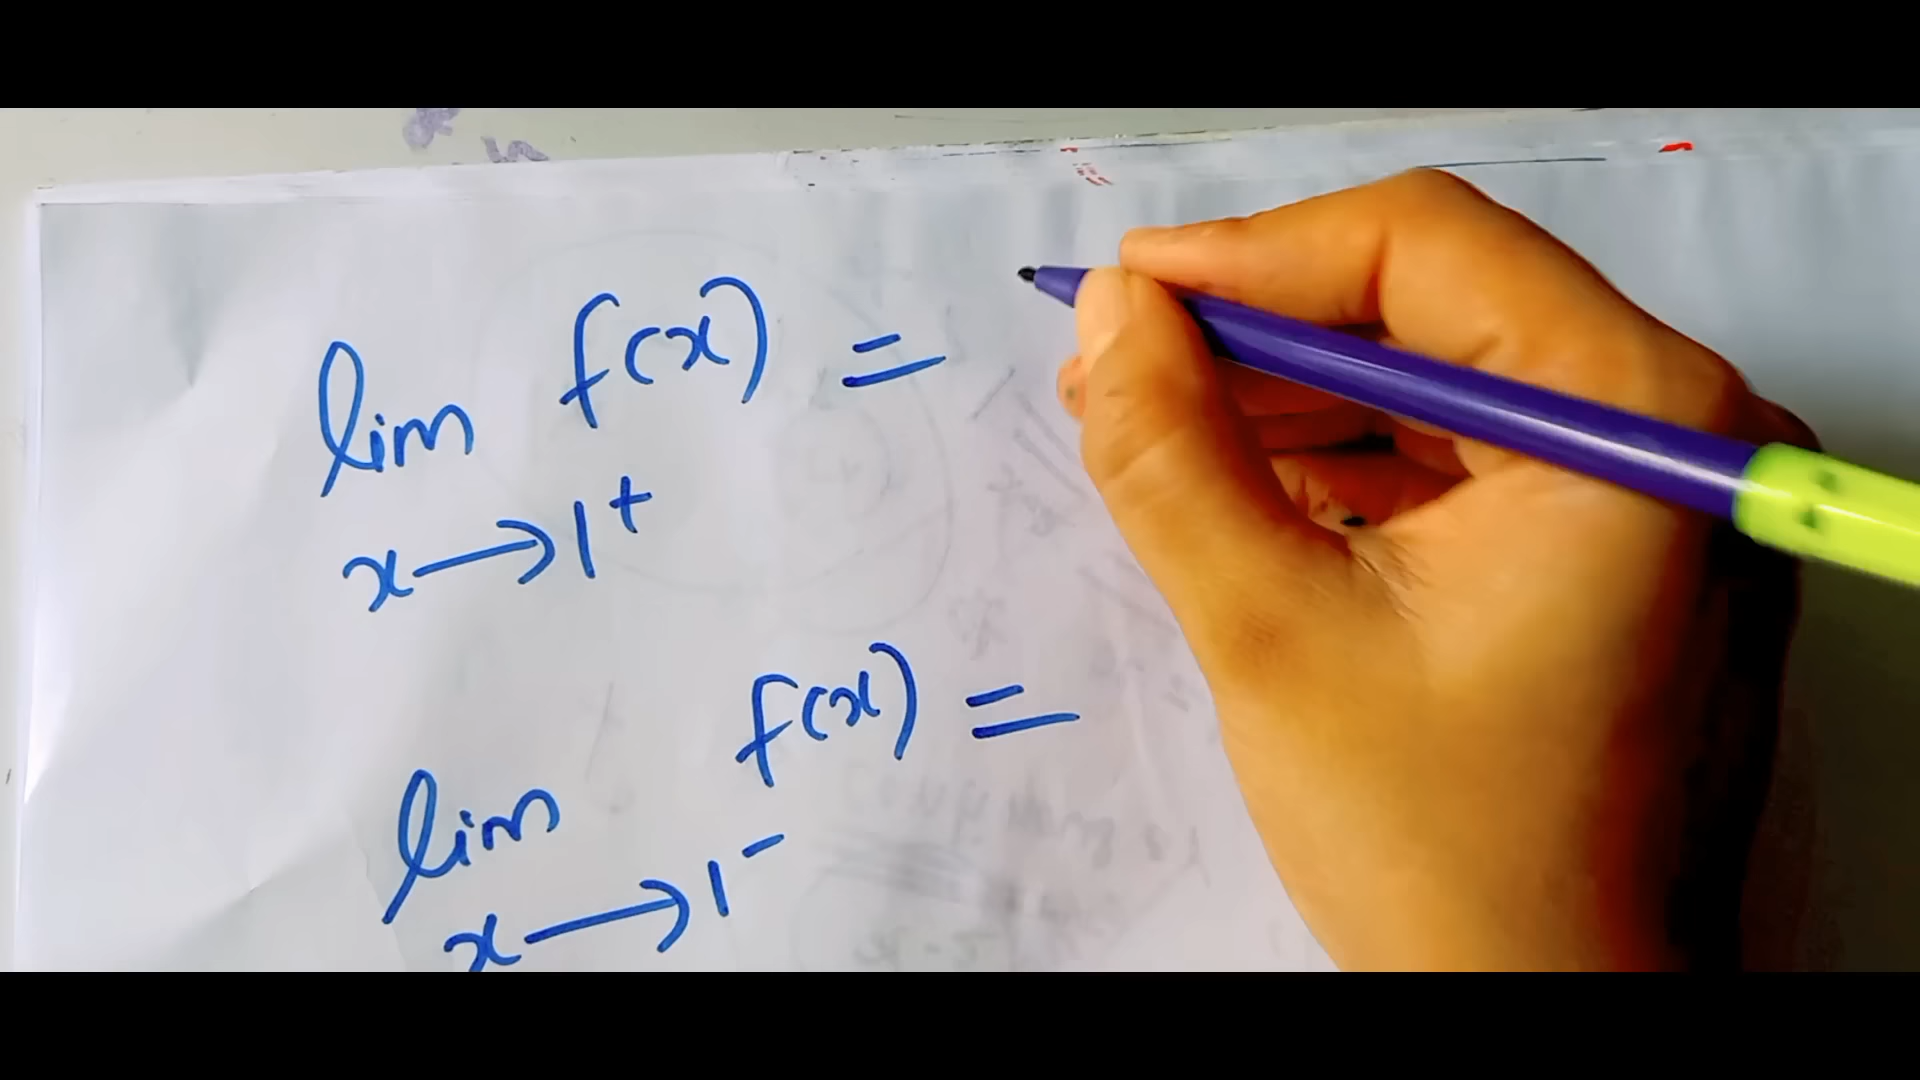 lim f(x) =
x→1⁺
lim f(x) =
x→1⁻